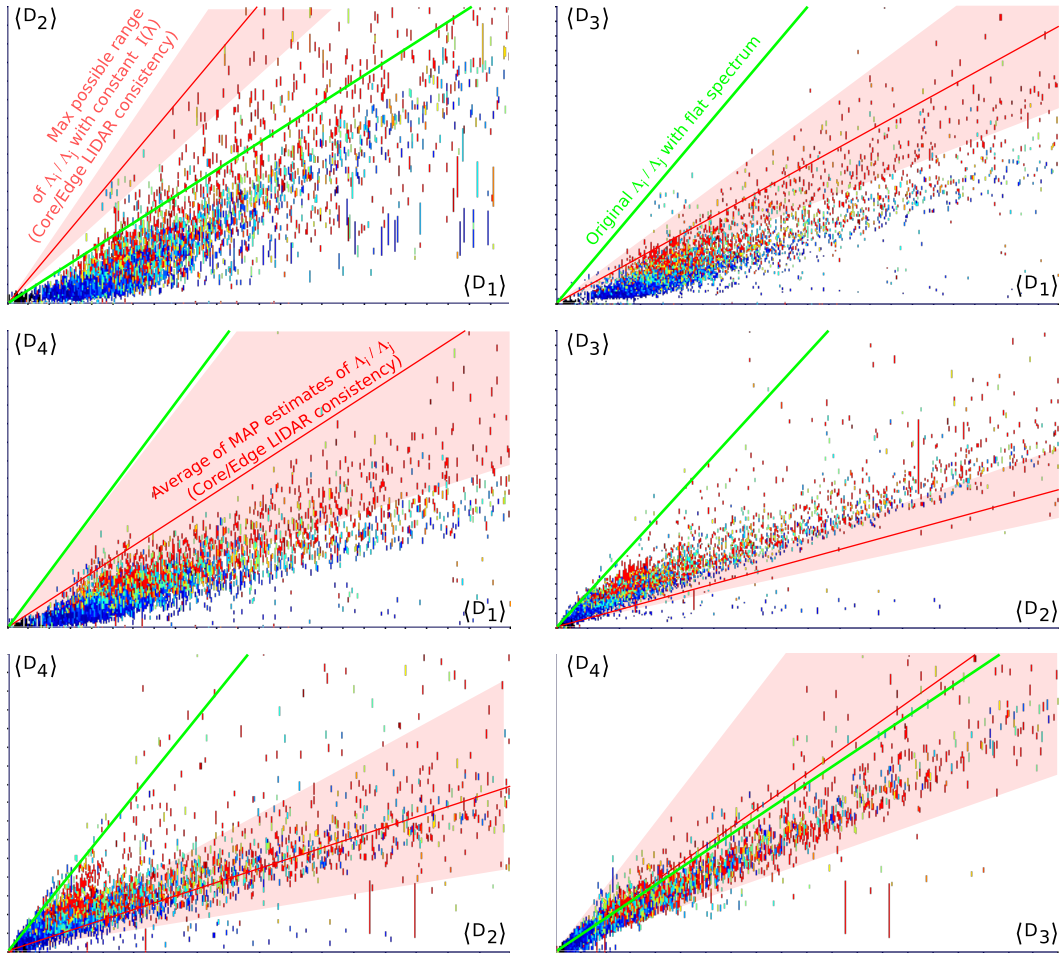 ⟨D2⟩
Max possible range
of Λi / Λj with constant I(λ)
(Core/Edge LIDAR consistency)
⟨D1⟩
⟨D3⟩
Original Λi / Λj with flat spectrum
⟨D1⟩
⟨D4⟩
Average of MAP estimates of Λi / Λj
(Core/Edge LIDAR consistency)
⟨D1⟩
⟨D3⟩
⟨D2⟩
⟨D4⟩
⟨D2⟩
⟨D4⟩
⟨D3⟩